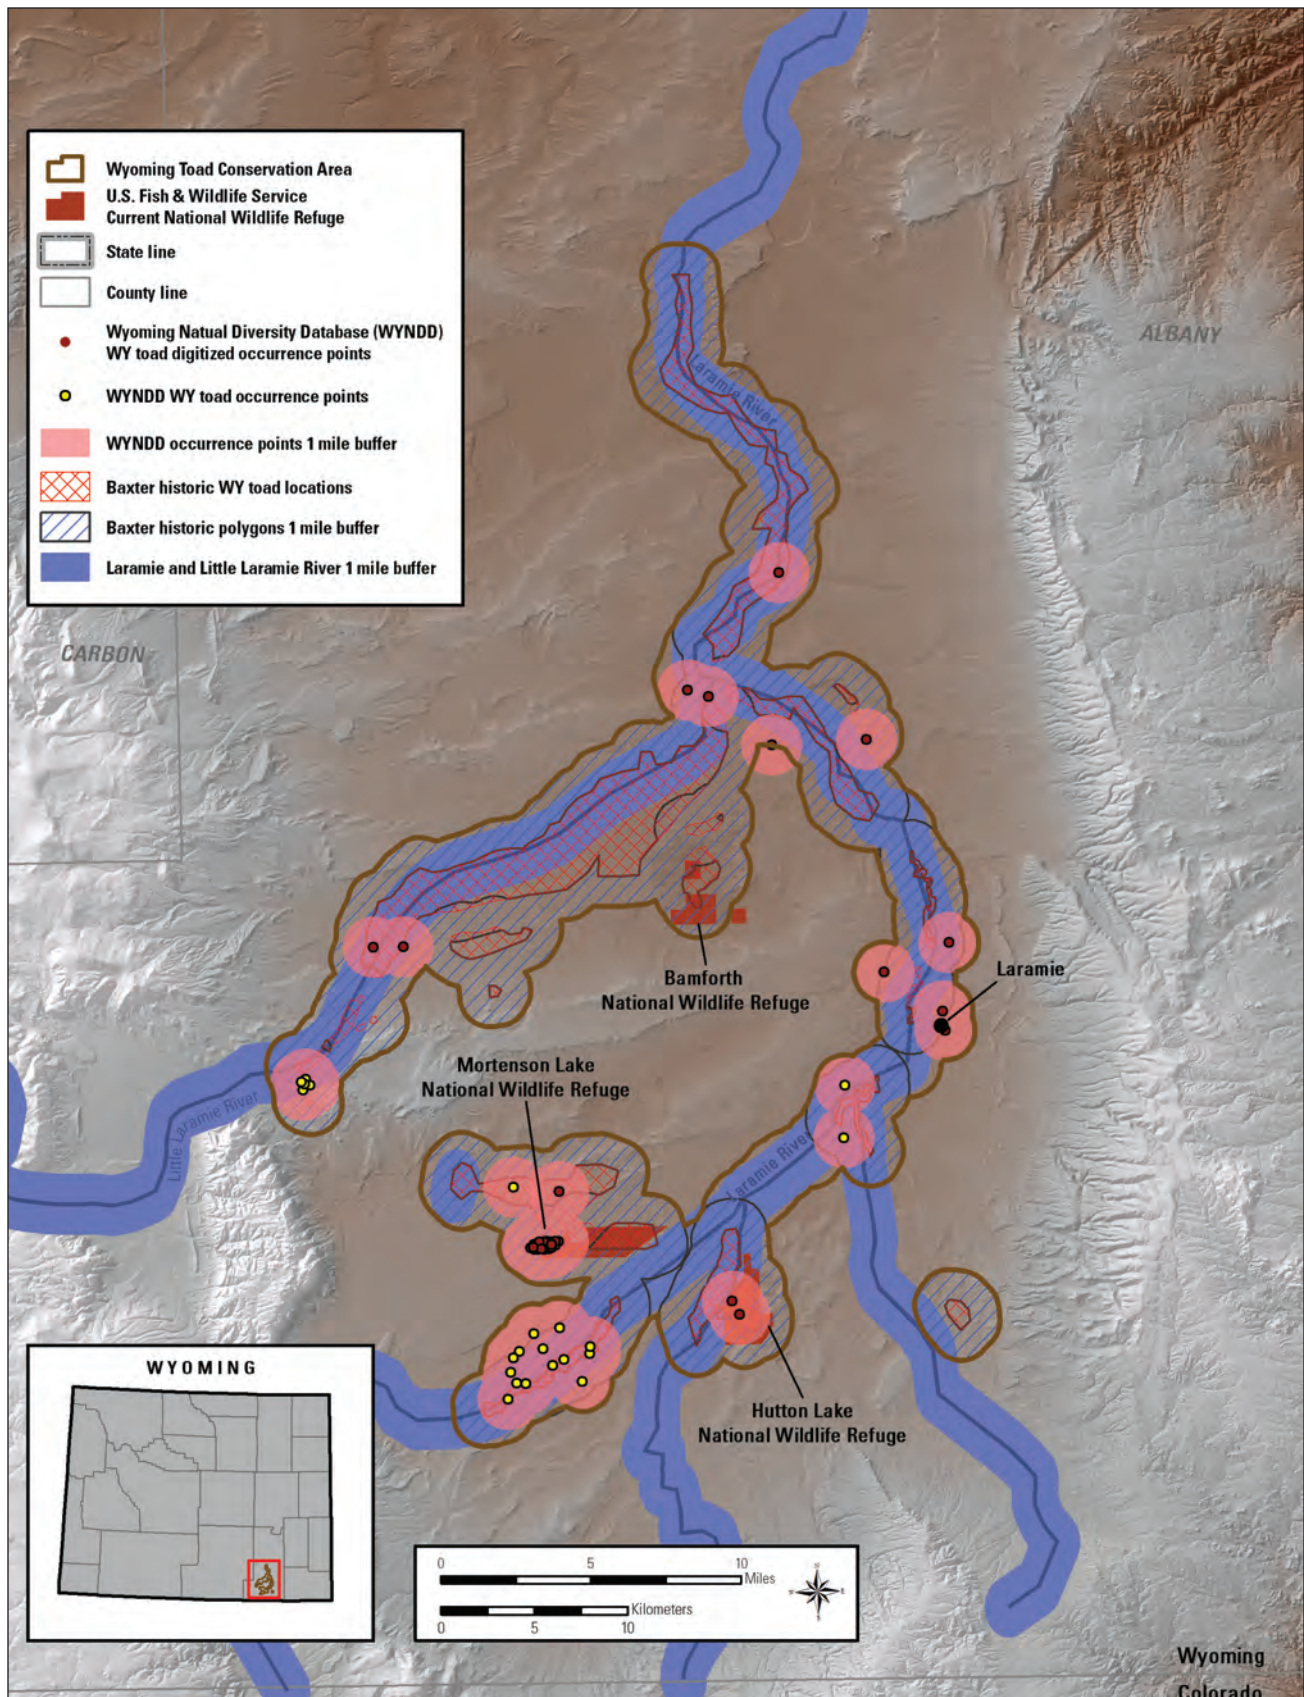 Wyoming Toad Conservation Area
U.S. Fish & Wildlife Service
Current National Wildlife Refuge
State line
County line
Wyoming Natual Diversity Database (WYNDD)
WY toad digitized occurrence points
WYNDD WY toad occurrence points
WYNDD occurrence points 1 mile buffer
Baxter historic WY toad locations
Baxter historic polygons 1 mile buffer
Laramie and Little Laramie River 1 mile buffer
ALBANY
Laramie River
CARBON
Laramie
Bamforth
National Wildlife Refuge
Mortenson Lake
National Wildlife Refuge
Little Laramie River
Laramie River
Hutton Lake
National Wildlife Refuge
WYOMING
0 5 10
Miles
Kilometers
0 5 10
N
W E
S
Wyoming
Colorado